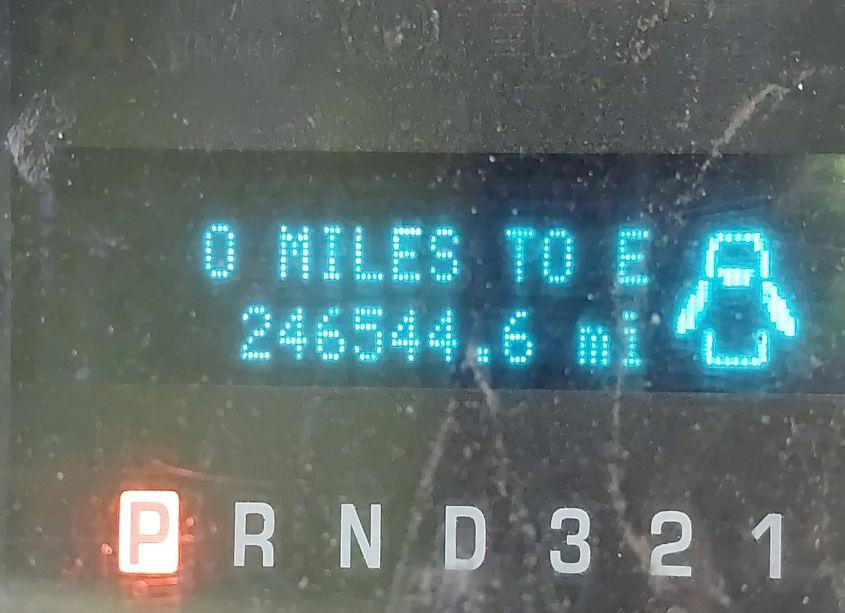 0 MILES TO E
246544.6 mi
P R N D 3 2 1